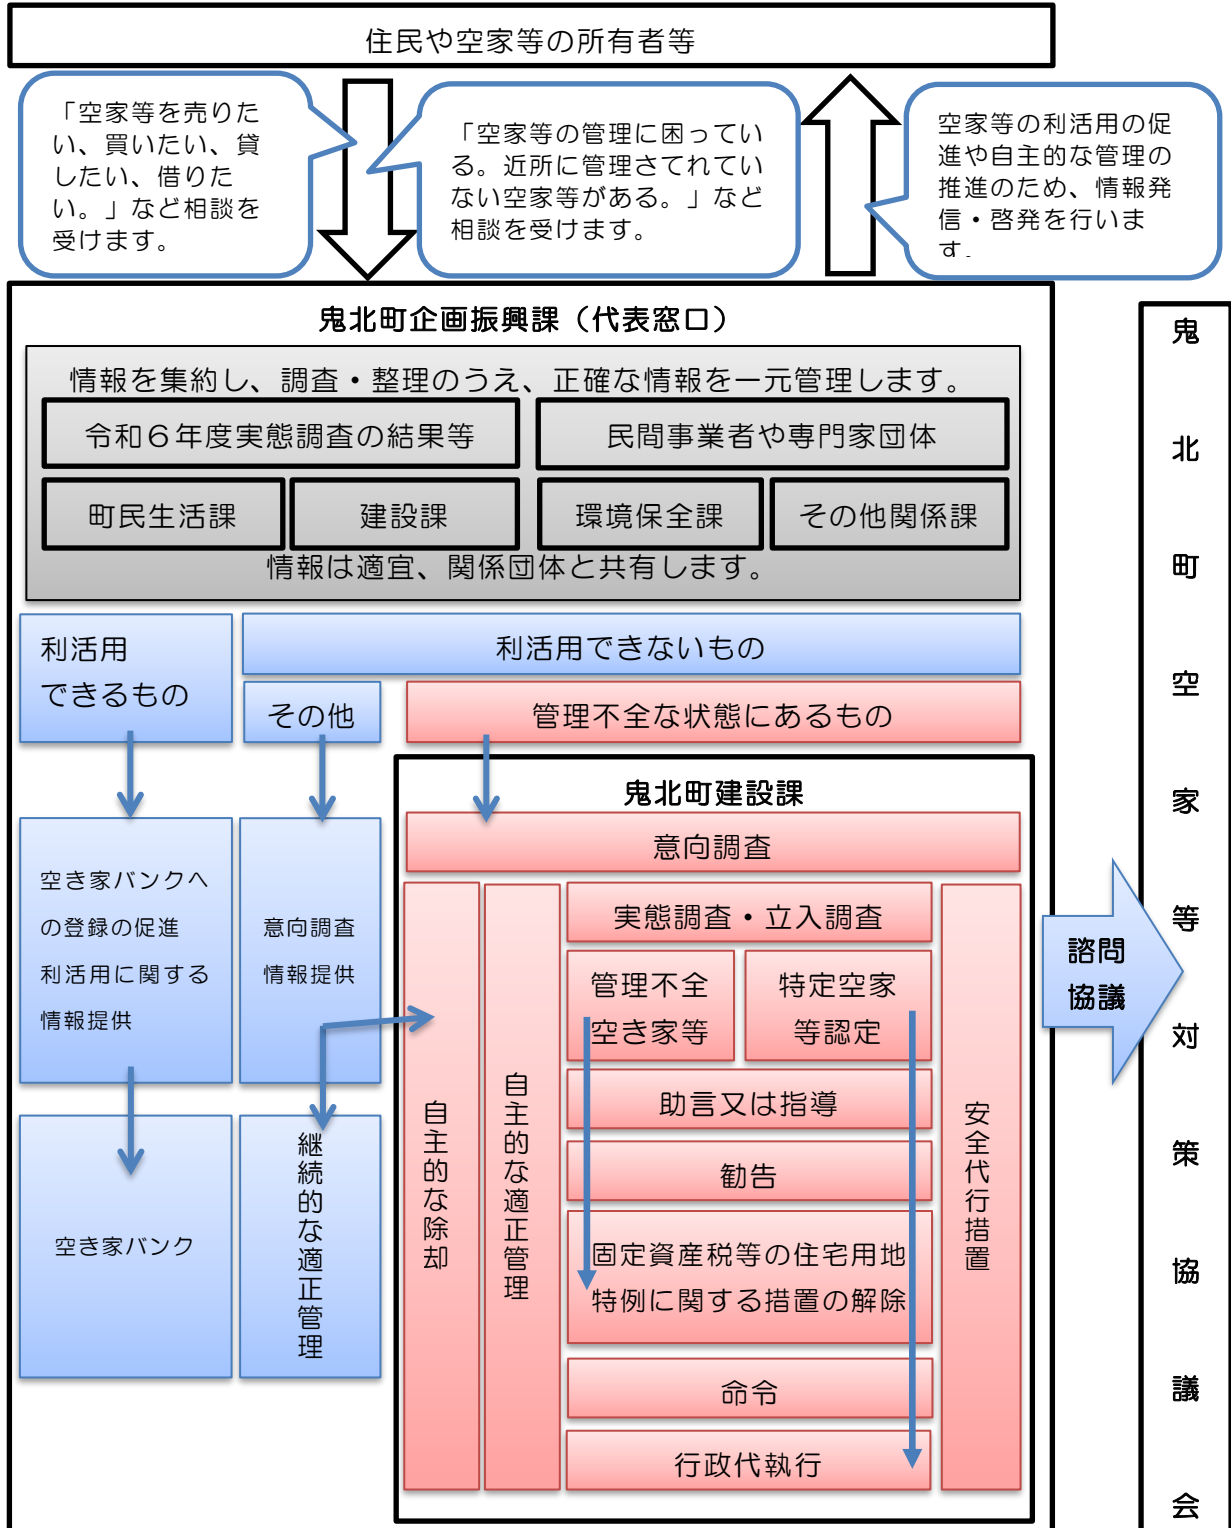 住民や空家等の所有者等
「空家等を売りた
い、買いたい、貸
したい、借りた
い。」など相談を
受けます。
「空家等の管理に困ってい
る。近所に管理さてれてい
ない空家等がある。」など
相談を受けます。
空家等の利活用の促
進や自主的な管理の
推進のため、情報発
信・啓発を行いま
す。
鬼北町企画振興課（代表窓口）
情報を集約し、調査・整理のうえ、正確な情報を一元管理します。
令和６年度実態調査の結果等
民間事業者や専門家団体
町民生活課
建設課
環境保全課
その他関係課
情報は適宜、関係団体と共有します。
利活用
できるもの
利活用できないもの
その他
管理不全な状態にあるもの
鬼北町建設課
意向調査
空き家バンクへ
の登録の促進
利活用に関する
情報提供
意向調査
情報提供
空き家バンク
継続的な適正管理
自主的な除却
自主的な適正管理
実態調査・立入調査
管理不全
空き家等
特定空家
等認定
助言又は指導
勧告
固定資産税等の住宅用地
特例に関する措置の解除
命令
行政代執行
安全代行措置
諮問
協議
鬼北町空家等対策協議会